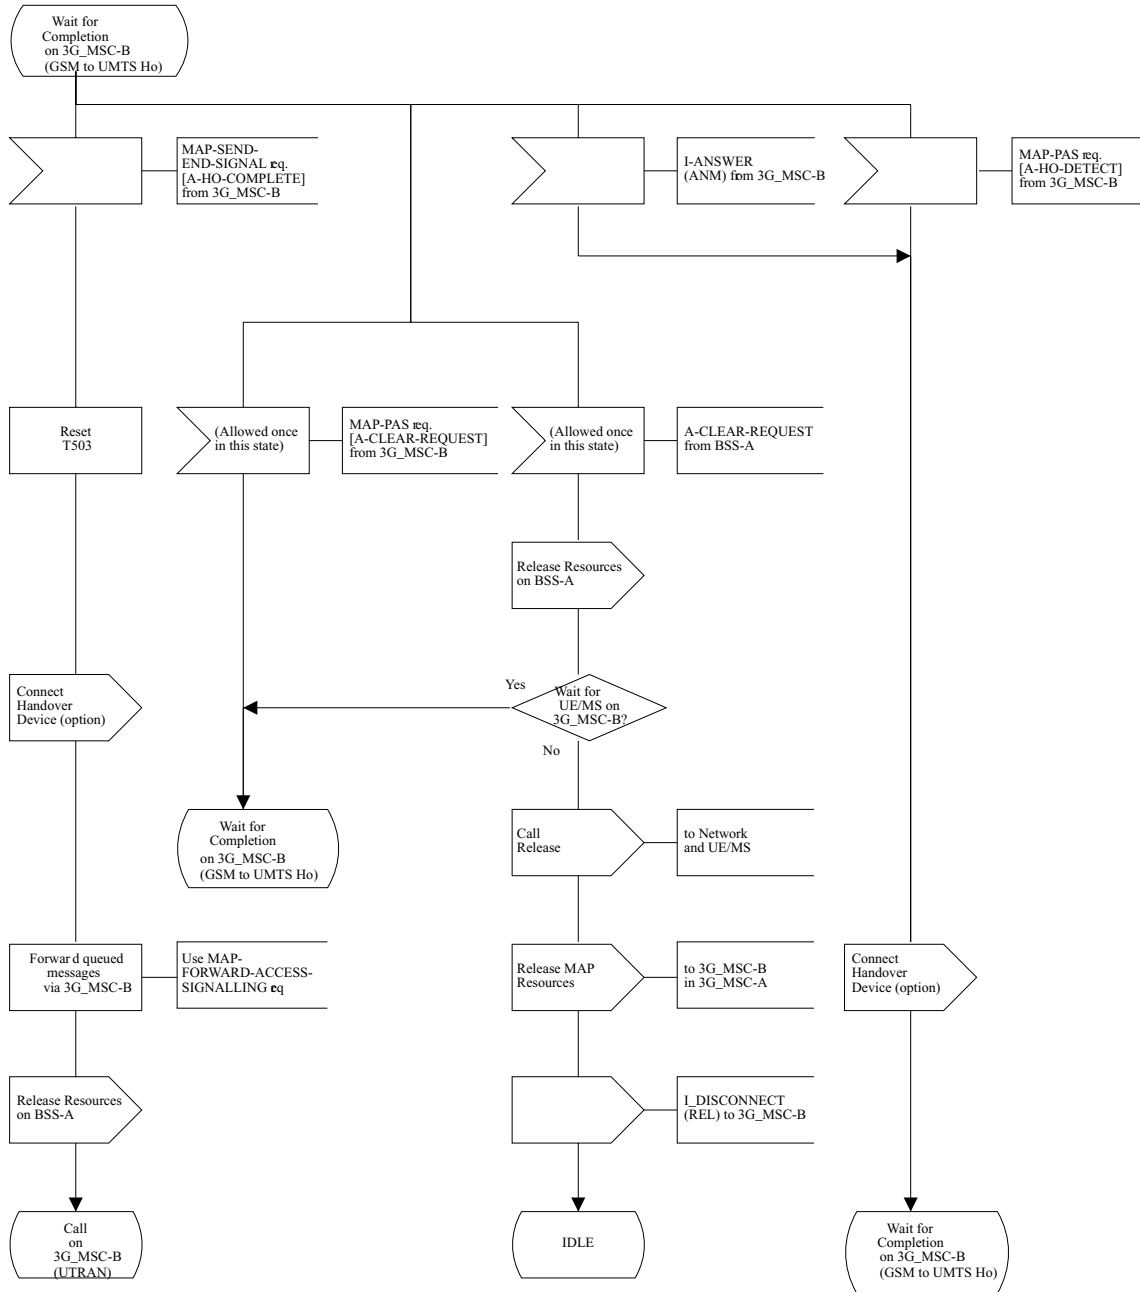 Wait for
Completion
on 3G_MSC-B
(GSM to UMTS Ho)
MAP-SEND-
END-SIGNAL req.
[A-HO-COMPLETE]
from 3G_MSC-B
I-ANSWER
(ANM) from 3G_MSC-B
MAP-PAS req.
[A-HO-DETECT]
from 3G_MSC-B
Reset
T503
(Allowed once
in this state)
MAP-PAS req.
[A-CLEAR-REQUEST]
from 3G_MSC-B
(Allowed once
in this state)
A-CLEAR-REQUEST
from BSS-A
Release Resources
on BSS-A
Connect
Handover
Device (option)
Yes
Wait for
UE/MS on
3G_MSC-B?
No
Wait for
Completion
on 3G_MSC-B
(GSM to UMTS Ho)
Call
Release
to Network
and UE/MS
Forward queued
messages
via 3G_MSC-B
Use MAP-
FORWARD-ACCESS-
SIGNALLING req
Release MAP
Resources
to 3G_MSC-B
in 3G_MSC-A
Connect
Handover
Device (option)
Release Resources
on BSS-A
I_DISCONNECT
(REL) to 3G_MSC-B
Call
on
3G_MSC-B
(UTRAN)
IDLE
Wait for
Completion
on 3G_MSC-B
(GSM to UMTS Ho)